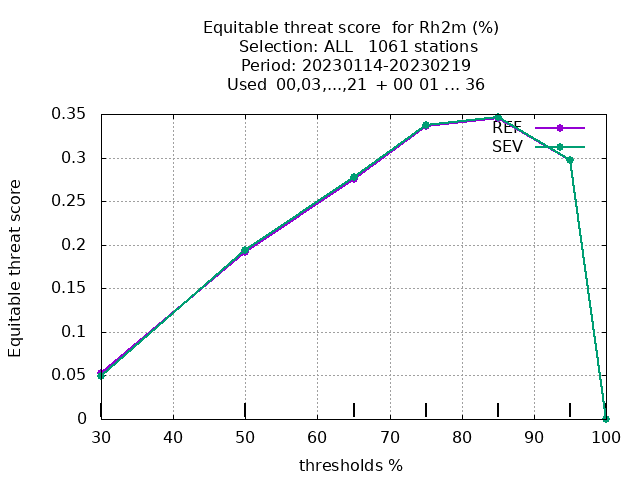 Equitable threat score  for Rh2m (%)
Selection: ALL   1061 stations
Period: 20230114-20230219
Used  00,03,...,21  + 00 01 ... 36
0.35
0.3
0.25
0.2
0.15
0.1
0.05
0
Equitable threat score
REF
SEV
30 40 50 60 70 80 90 100
thresholds %